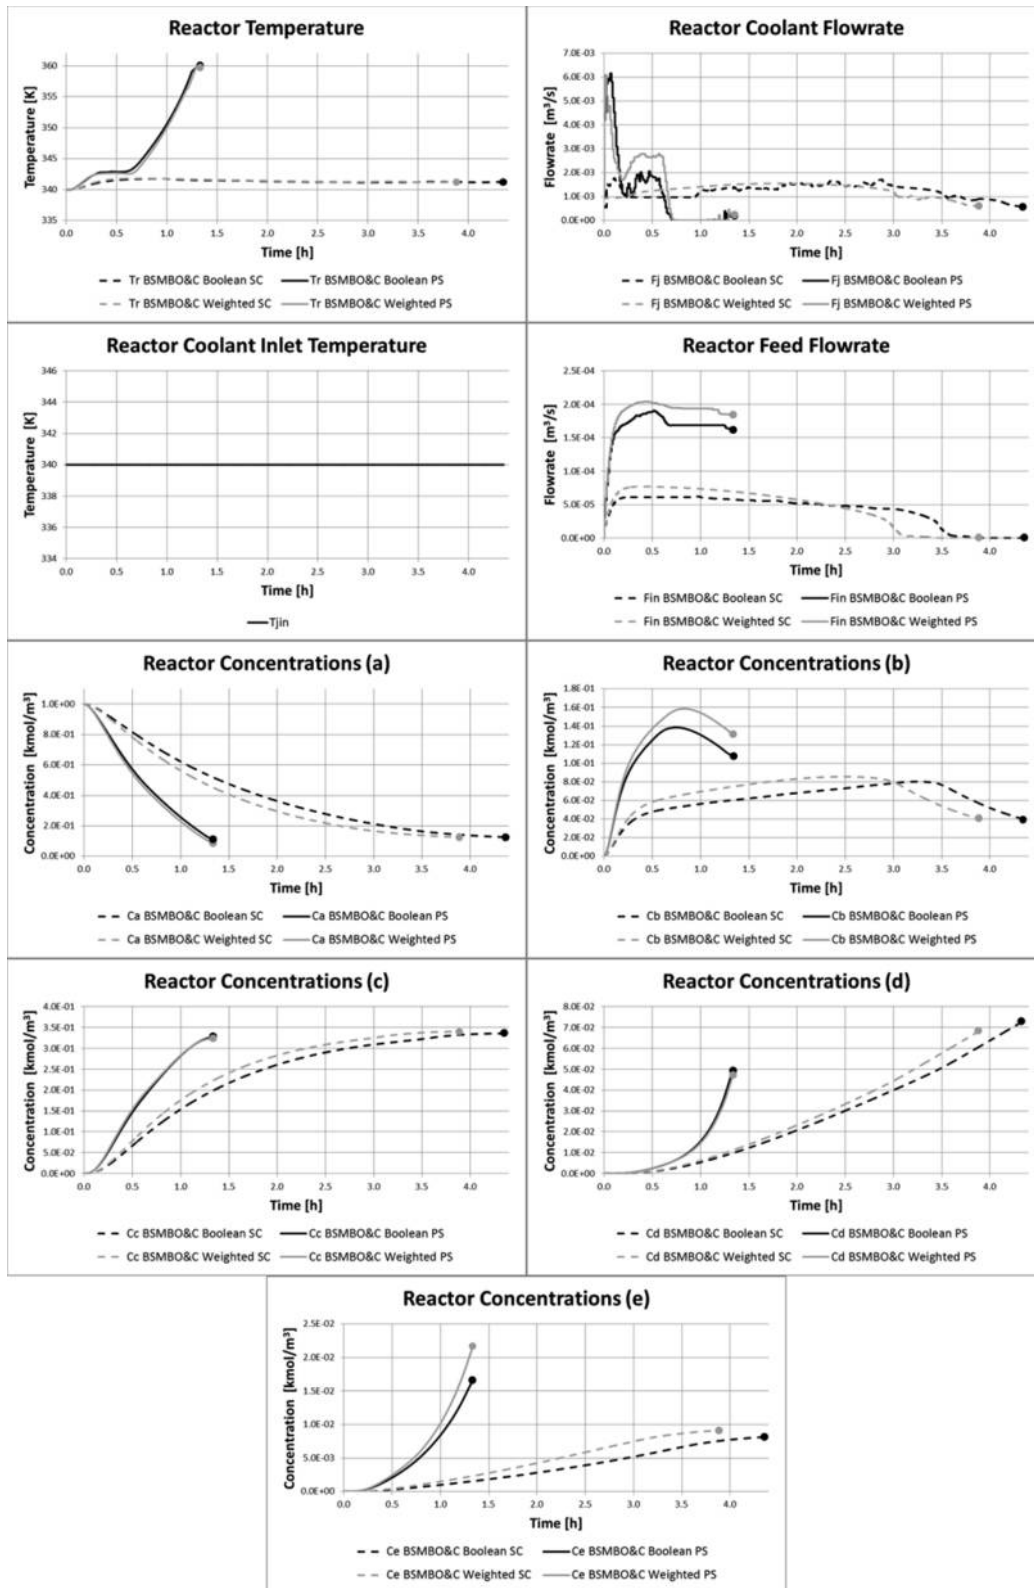 Reactor Temperature
Temperature [K]
360
355
350
345
340
335
0.0 0.5 1.0 1.5 2.0 2.5 3.0 3.5 4.0
Time [h]
Tr BSMBO&C Boolean SC Tr BSMBO&C Boolean PS
Tr BSMBO&C Weighted SC Tr BSMBO&C Weighted PS
Reactor Coolant Flowrate
Flowrate [m³/s]
7.0E-03
6.0E-03
5.0E-03
4.0E-03
3.0E-03
2.0E-03
1.0E-03
0.0E+00
0.0 0.5 1.0 1.5 2.0 2.5 3.0 3.5 4.0
Time [h]
Fj BSMBO&C Boolean SC Fj BSMBO&C Boolean PS
Fj BSMBO&C Weighted SC Fj BSMBO&C Weighted PS
Reactor Coolant Inlet Temperature
Temperature [K]
346
344
342
340
338
336
334
0.0 0.5 1.0 1.5 2.0 2.5 3.0 3.5 4.0
Time [h]
Tjin
Reactor Feed Flowrate
Flowrate [m³/s]
2.5E-04
2.0E-04
1.5E-04
1.0E-04
5.0E-05
0.0E+00
0.0 0.5 1.0 1.5 2.0 2.5 3.0 3.5 4.0
Time [h]
Fin BSMBO&C Boolean SC Fin BSMBO&C Boolean PS
Fin BSMBO&C Weighted SC Fin BSMBO&C Weighted PS
Reactor Concentrations (a)
Concentration [kmol/m³]
1.0E+00
8.0E-01
6.0E-01
4.0E-01
2.0E-01
0.0E+00
0.0 0.5 1.0 1.5 2.0 2.5 3.0 3.5 4.0
Time [h]
Ca BSMBO&C Boolean SC Ca BSMBO&C Boolean PS
Ca BSMBO&C Weighted SC Ca BSMBO&C Weighted PS
Reactor Concentrations (b)
Concentration [kmol/m³]
1.8E-01
1.6E-01
1.4E-01
1.2E-01
1.0E-01
8.0E-02
6.0E-02
4.0E-02
2.0E-02
0.0E+00
0.0 0.5 1.0 1.5 2.0 2.5 3.0 3.5 4.0
Time [h]
Cb BSMBO&C Boolean SC Cb BSMBO&C Boolean PS
Cb BSMBO&C Weighted SC Cb BSMBO&C Weighted PS
Reactor Concentrations (c)
Concentration [kmol/m³]
4.0E-01
3.5E-01
3.0E-01
2.5E-01
2.0E-01
1.5E-01
1.0E-01
5.0E-02
0.0E+00
0.0 0.5 1.0 1.5 2.0 2.5 3.0 3.5 4.0
Time [h]
Cc BSMBO&C Boolean SC Cc BSMBO&C Boolean PS
Cc BSMBO&C Weighted SC Cc BSMBO&C Weighted PS
Reactor Concentrations (d)
Concentration [kmol/m³]
8.0E-02
7.0E-02
6.0E-02
5.0E-02
4.0E-02
3.0E-02
2.0E-02
1.0E-02
0.0E+00
0.0 0.5 1.0 1.5 2.0 2.5 3.0 3.5 4.0
Time [h]
Cd BSMBO&C Boolean SC Cd BSMBO&C Boolean PS
Cd BSMBO&C Weighted SC Cd BSMBO&C Weighted PS
Reactor Concentrations (e)
Concentration [kmol/m³]
2.5E-02
2.0E-02
1.5E-02
1.0E-02
5.0E-03
0.0E+00
0.0 0.5 1.0 1.5 2.0 2.5 3.0 3.5 4.0
Time [h]
Ce BSMBO&C Boolean SC Ce BSMBO&C Boolean PS
Ce BSMBO&C Weighted SC Ce BSMBO&C Weighted PS